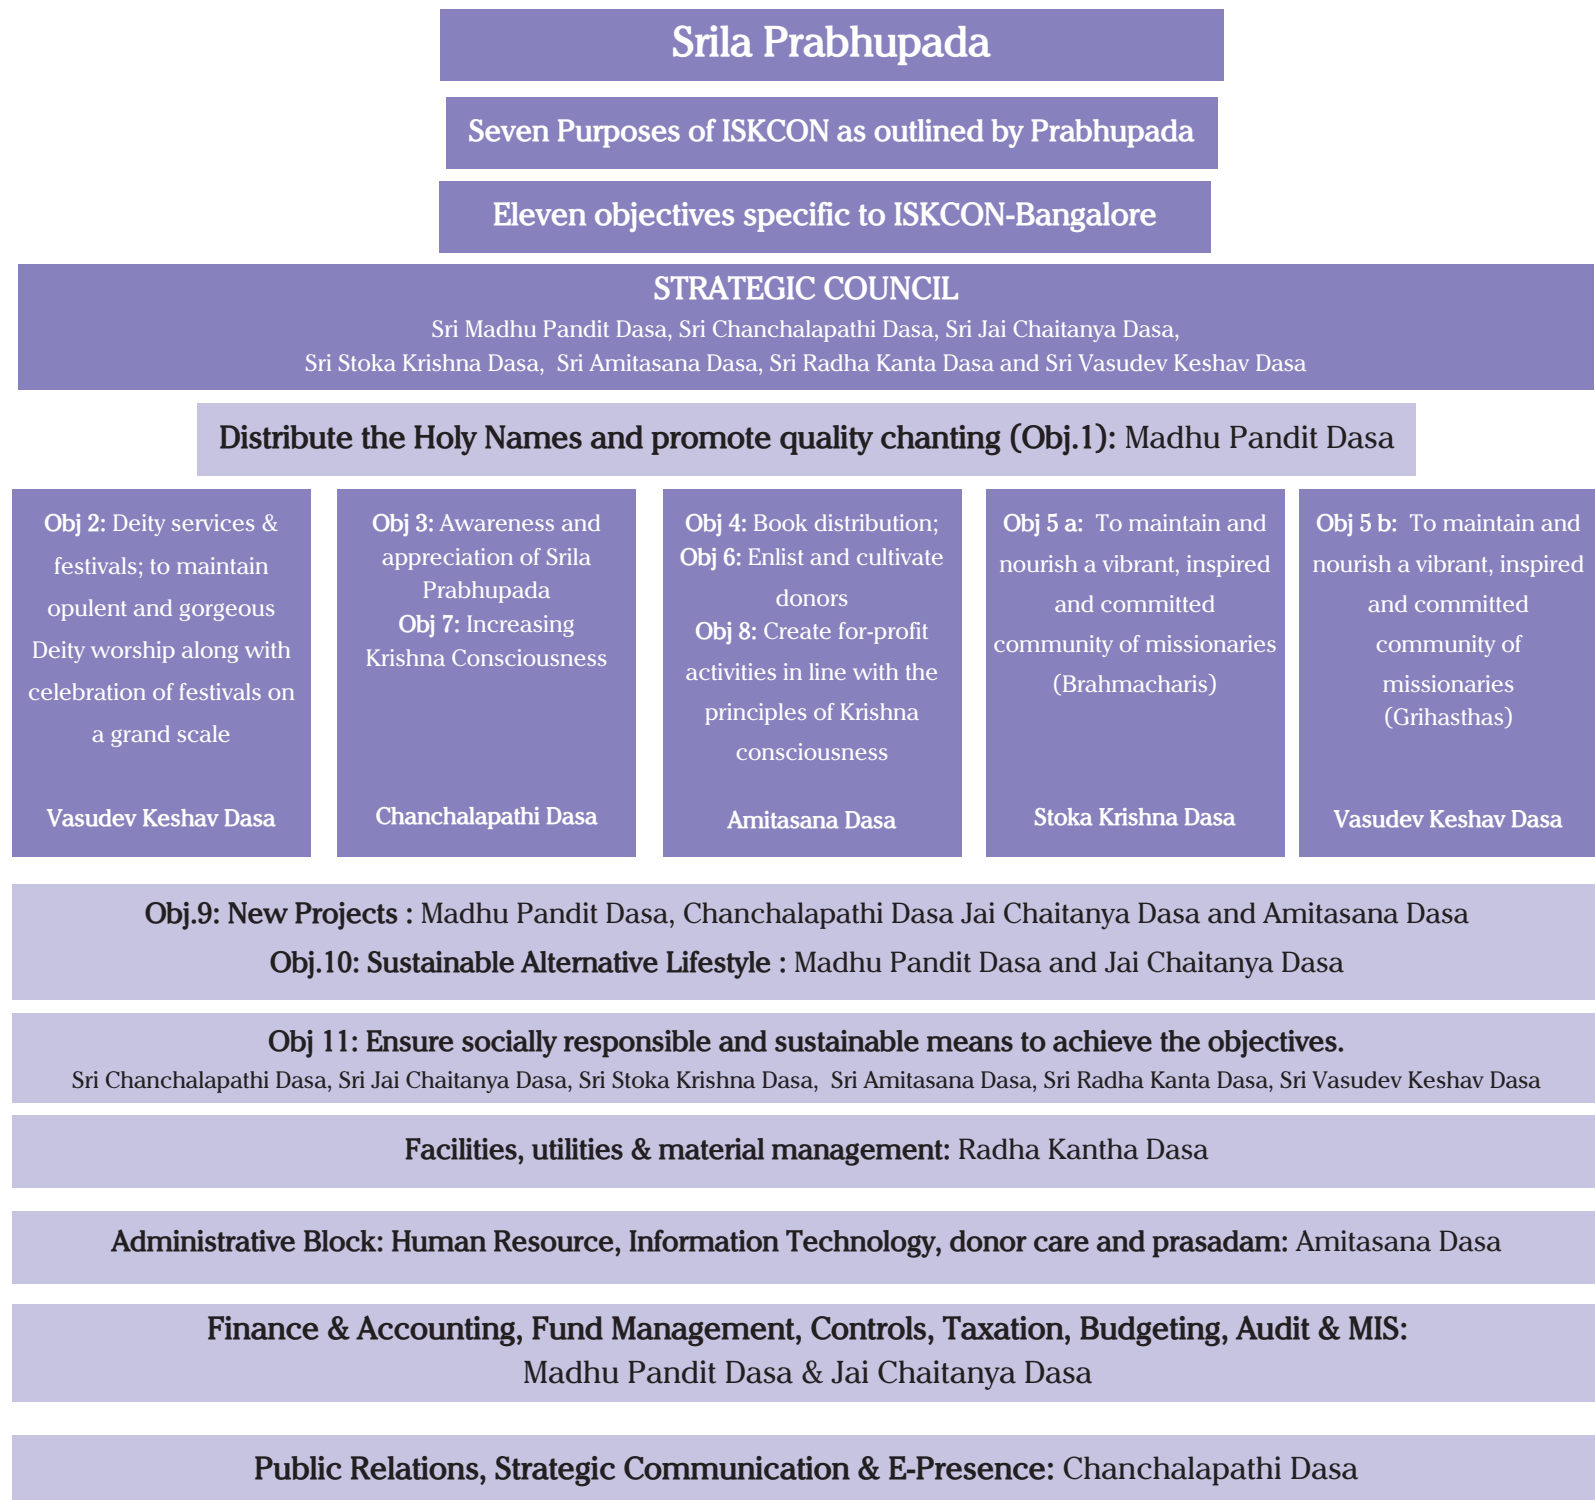 Srila Prabhupada
Seven Purposes of ISKCON as outlined by Prabhupada
Eleven objectives specific to ISKCON-Bangalore
STRATEGIC COUNCIL
Sri Madhu Pandit Dasa, Sri Chanchalapathi Dasa, Sri Jai Chaitanya Dasa,
Sri Stoka Krishna Dasa, Sri Amitasana Dasa, Sri Radha Kanta Dasa and Sri Vasudev Keshav Dasa
Distribute the Holy Names and promote quality chanting (Obj.1): Madhu Pandit Dasa
Obj 2: Deity services &
festivals; to maintain
opulent and gorgeous
Deity worship along with
celebration of festivals on
a grand scale
Vasudev Keshav Dasa
Obj 3: Awareness and
appreciation of Srila
Prabhupada
Obj 7: Increasing
Krishna Consciousness
Chanchalapathi Dasa
Obj 4: Book distribution;
Obj 6: Enlist and cultivate
donors
Obj 8: Create for-profit
activities in line with the
principles of Krishna
consciousness
Amitasana Dasa
Obj 5 a: To maintain and
nourish a vibrant, inspired
and committed
community of missionaries
(Brahmacharis)
Stoka Krishna Dasa
Obj 5 b: To maintain and
nourish a vibrant, inspired
and committed
community of
missionaries
(Grihasthas)
Vasudev Keshav Dasa
Obj.9: New Projects : Madhu Pandit Dasa, Chanchalapathi Dasa Jai Chaitanya Dasa and Amitasana Dasa
Obj.10: Sustainable Alternative Lifestyle : Madhu Pandit Dasa and Jai Chaitanya Dasa
Obj 11: Ensure socially responsible and sustainable means to achieve the objectives.
Sri Chanchalapathi Dasa, Sri Jai Chaitanya Dasa, Sri Stoka Krishna Dasa, Sri Amitasana Dasa, Sri Radha Kanta Dasa, Sri Vasudev Keshav Dasa
Facilities, utilities & material management: Radha Kantha Dasa
Administrative Block: Human Resource, Information Technology, donor care and prasadam: Amitasana Dasa
Finance & Accounting, Fund Management, Controls, Taxation, Budgeting, Audit & MIS:
Madhu Pandit Dasa & Jai Chaitanya Dasa
Public Relations, Strategic Communication & E-Presence: Chanchalapathi Dasa